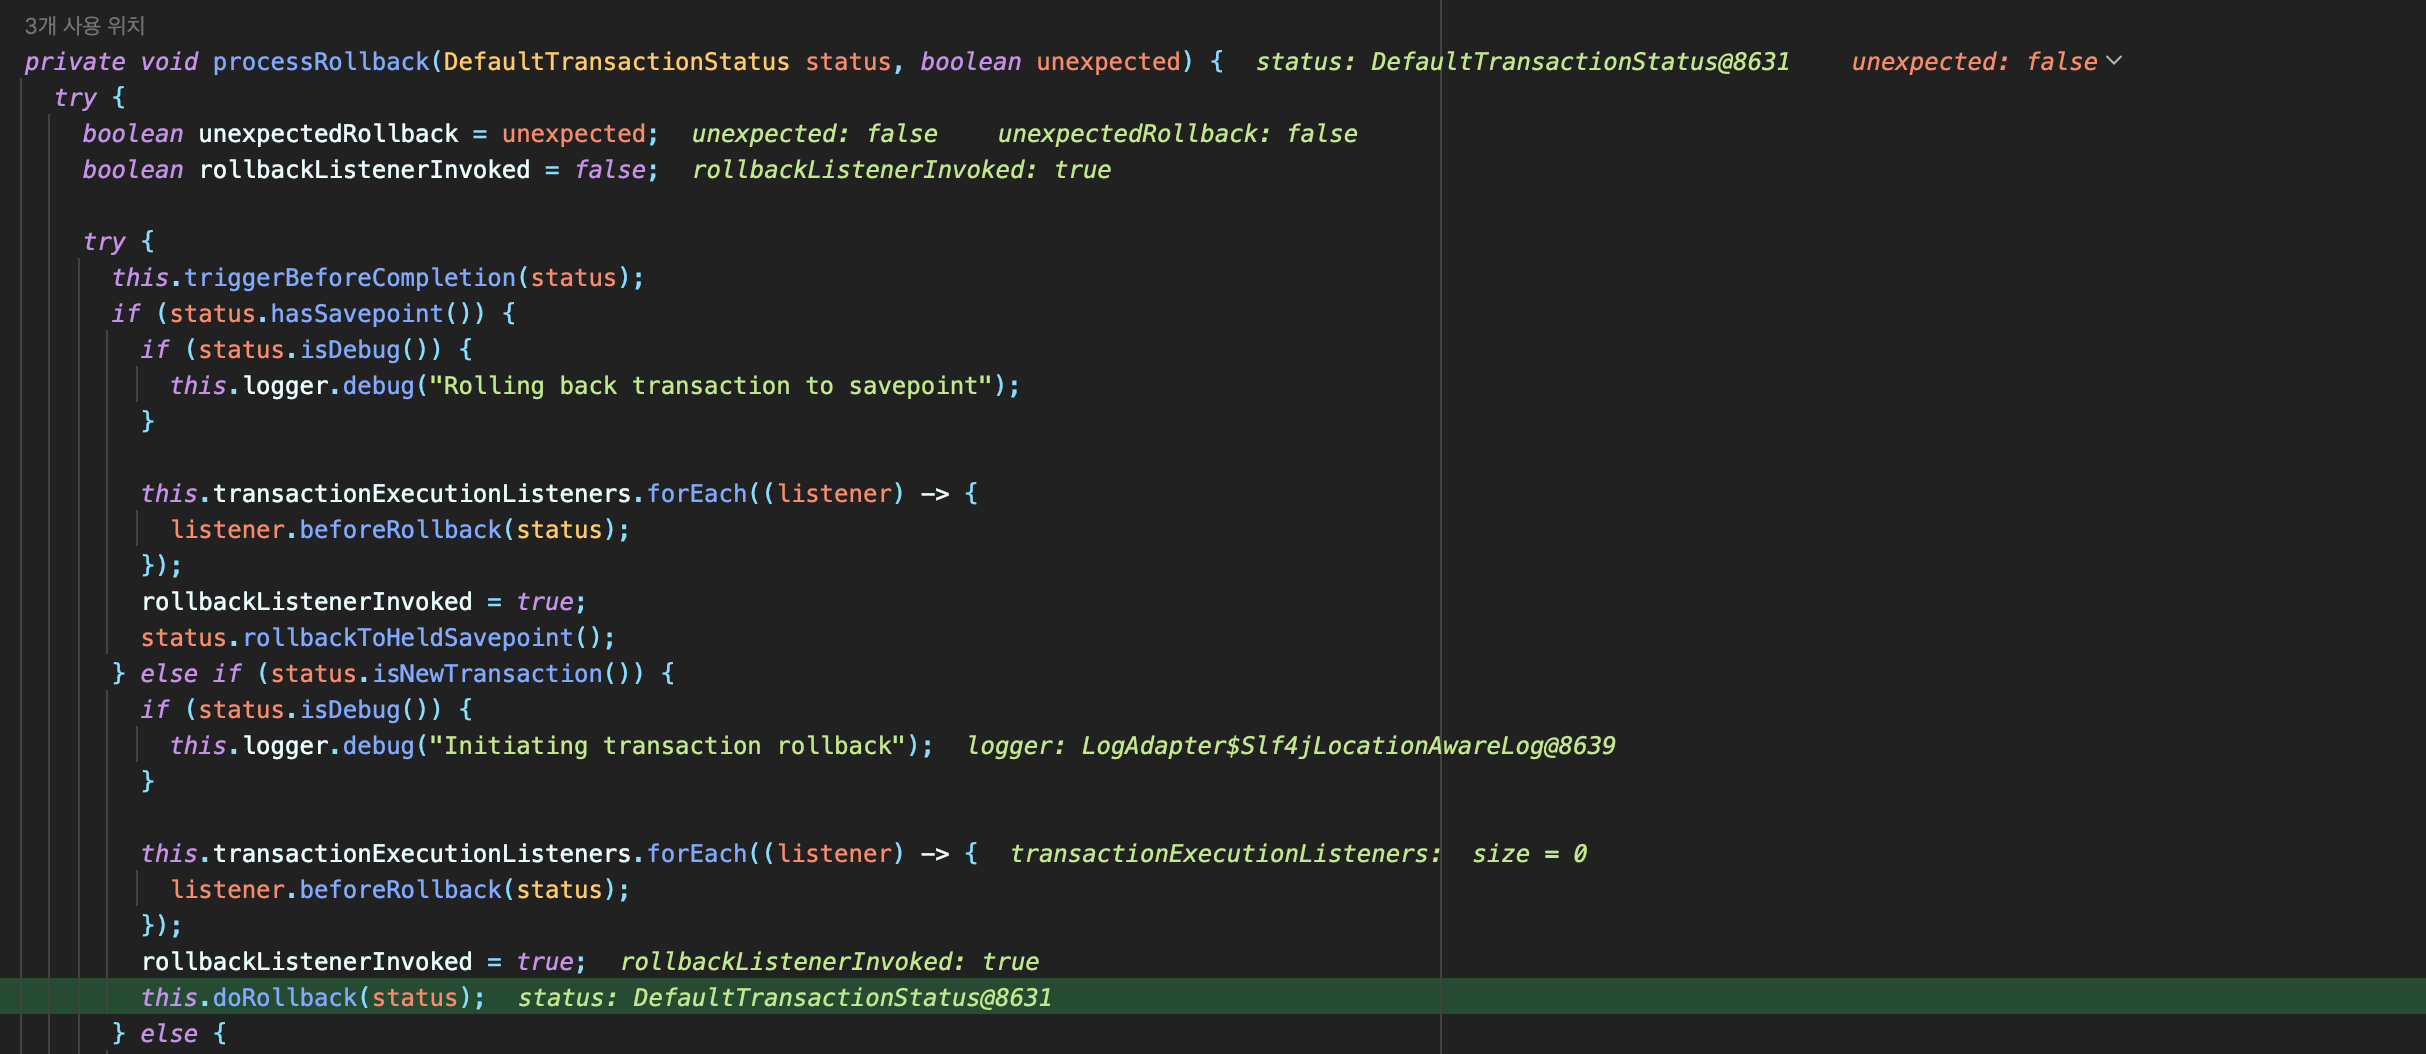 3개 사용 위치
private void processRollback(DefaultTransactionStatus status, boolean unexpected) {  status: DefaultTransactionStatus@8631    unexpected: false
try {
boolean unexpectedRollback = unexpected;  unexpected: false    unexpectedRollback: false
boolean rollbackListenerInvoked = false;  rollbackListenerInvoked: true
try {
this.triggerBeforeCompletion(status);
if (status.hasSavepoint()) {
if (status.isDebug()) {
this.logger.debug("Rolling back transaction to savepoint");
}
this.transactionExecutionListeners.forEach((listener) -> {
listener.beforeRollback(status);
});
rollbackListenerInvoked = true;
status.rollbackToHeldSavepoint();
} else if (status.isNewTransaction()) {
if (status.isDebug()) {
this.logger.debug("Initiating transaction rollback");  logger: LogAdapter$Slf4jLocationAwareLog@8639
}
this.transactionExecutionListeners.forEach((listener) -> {  transactionExecutionListeners:  size = 0
listener.beforeRollback(status);
});
rollbackListenerInvoked = true;  rollbackListenerInvoked: true
this.doRollback(status);  status: DefaultTransactionStatus@8631
} else {